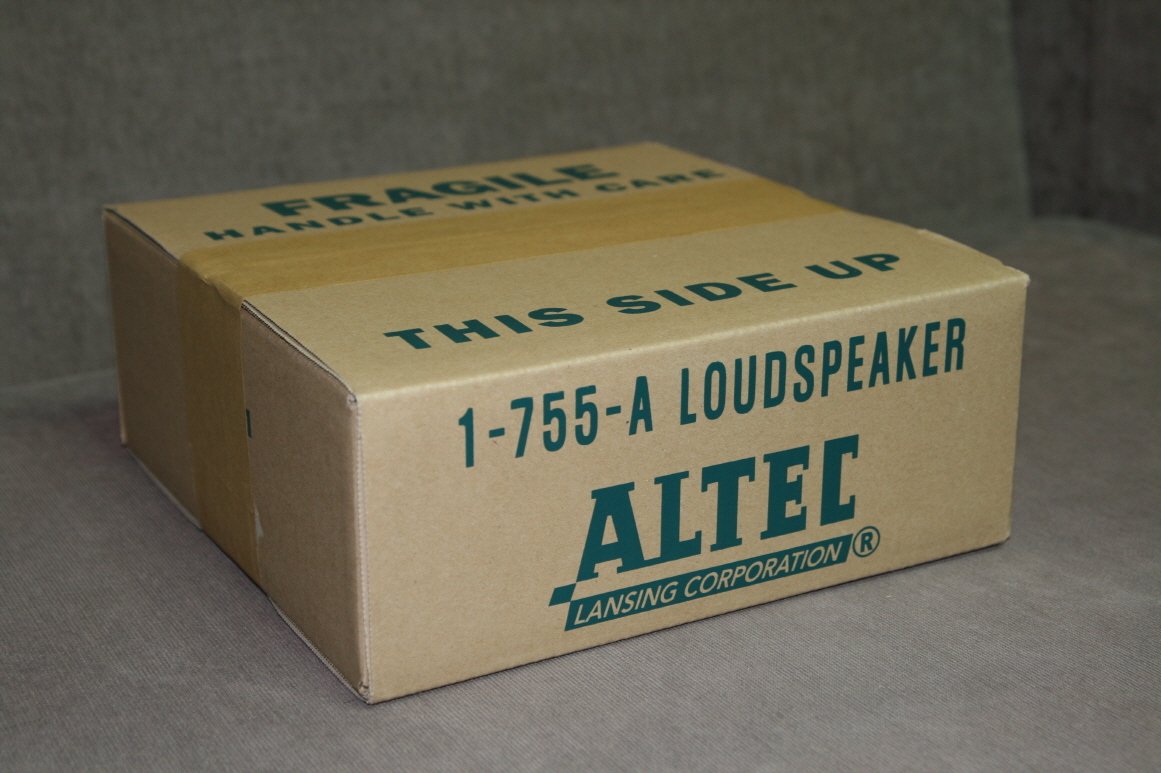 FRAGILE
HANDLE WITH CARE
THIS SIDE UP
1-755-A LOUDSPEAKER
ALTEC
LANSING CORPORATION ®